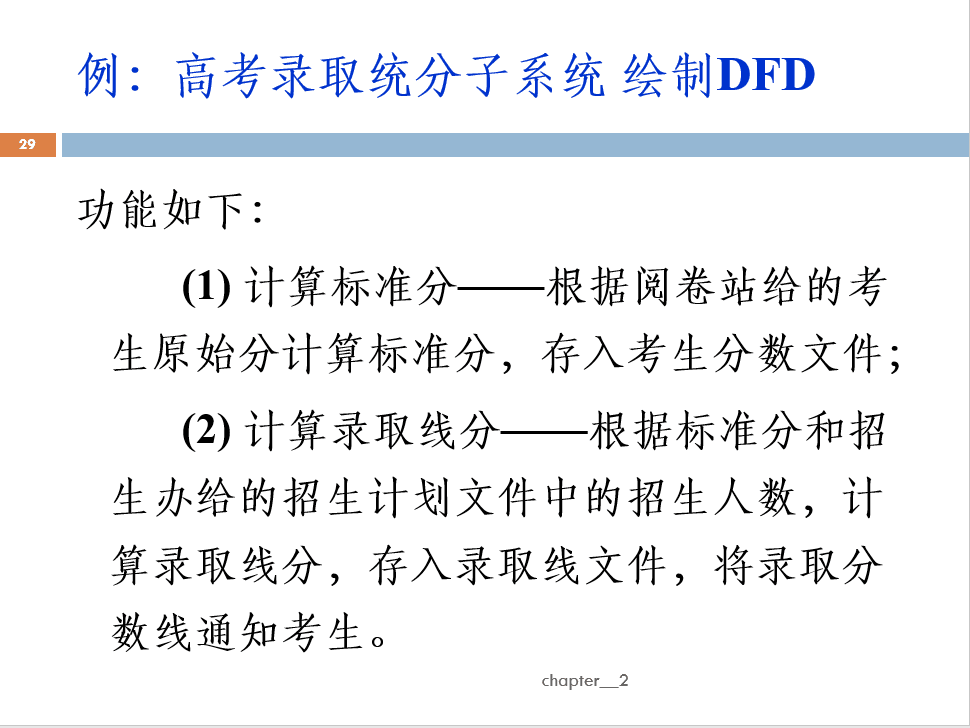 例：高考录取统分子系统 绘制DFD
29
功能如下：
(1) 计算标准分——根据阅卷站给的考
生原始分计算标准分，存入考生分数文件；
(2) 计算录取线分——根据标准分和招
生办给的招生计划文件中的招生人数，计
算录取线分，存入录取线文件，将录取分
数线通知考生。
chapter__2